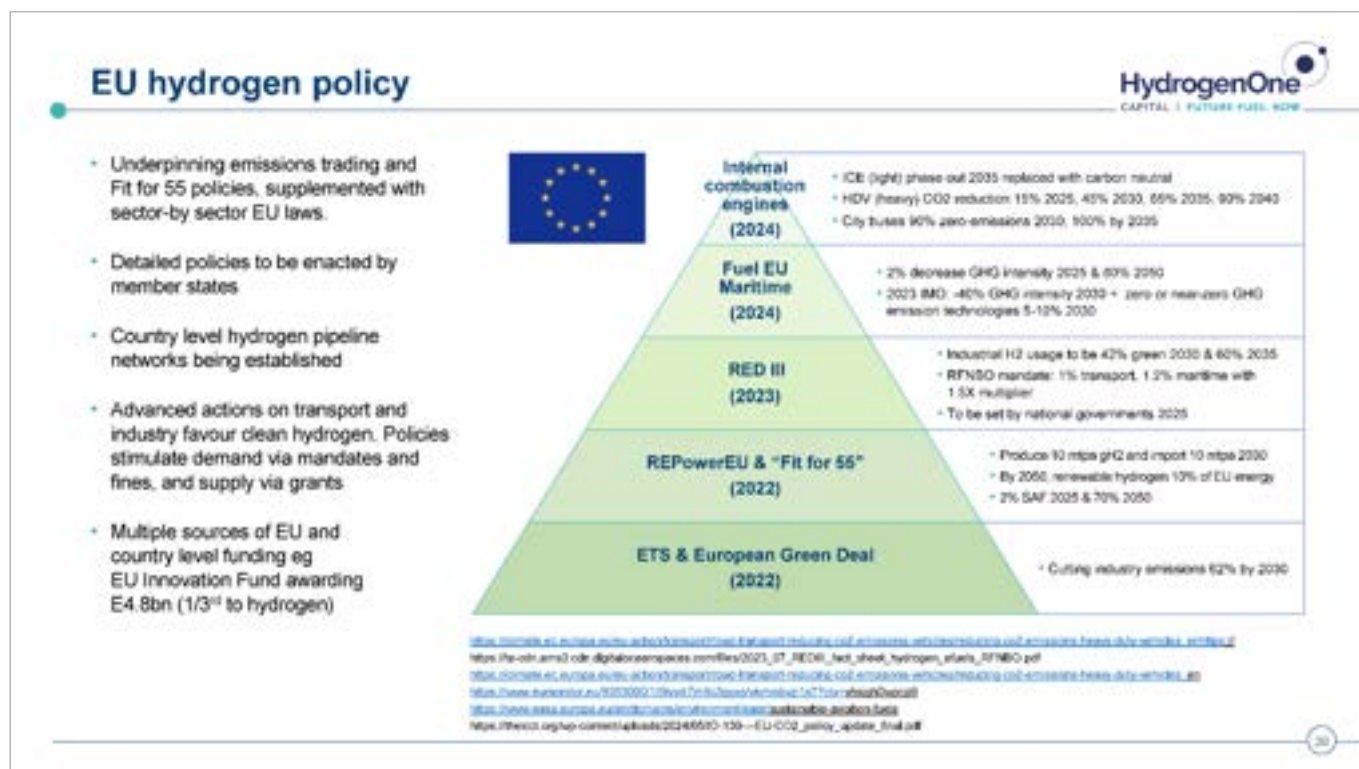 EU hydrogen policy
HydrogenOne
CAPITAL | FUTURE FUEL. NOW
• Underpinning emissions trading and
Fit for 55 policies, supplemented with
sector-by sector EU laws.
• Detailed policies to be enacted by
member states
• Country level hydrogen pipeline
networks being established
• Advanced actions on transport and
industry favour clean hydrogen. Policies
stimulate demand via mandates and
fines, and supply via grants
• Multiple sources of EU and
country level funding eg
EU Innovation Fund awarding
E4.8bn (1/3rd to hydrogen)
Internal
combustion
engines
(2024)
• ICE (light) phase out 2035 replaced with carbon neutral
• HDV (heavy) CO2 reduction 15% 2025, 45% 2030, 65% 2035, 90% 2040
• City buses 90% zero-emissions 2030, 100% by 2035
Fuel EU
Maritime
(2024)
• 2% decrease GHG intensity 2025 & 80% 2050
• 2023 IMO: -40% GHG intensity 2030 + zero or near-zero GHG
emission technologies 5-10% 2030
RED III
(2023)
• Industrial H2 usage to be 42% green 2030 & 60% 2035
• RFNBO mandate: 1% transport, 1.2% maritime with
1.5X multiplier
• To be set by national governments 2025
REPowerEU & "Fit for 55"
(2022)
• Produce 10 mtpa gH2 and import 10 mtpa 2030
• By 2050, renewable hydrogen 10% of EU energy
• 2% SAF 2025 & 70% 2050
ETS & European Green Deal
(2022)
• Cutting industry emissions 62% by 2030